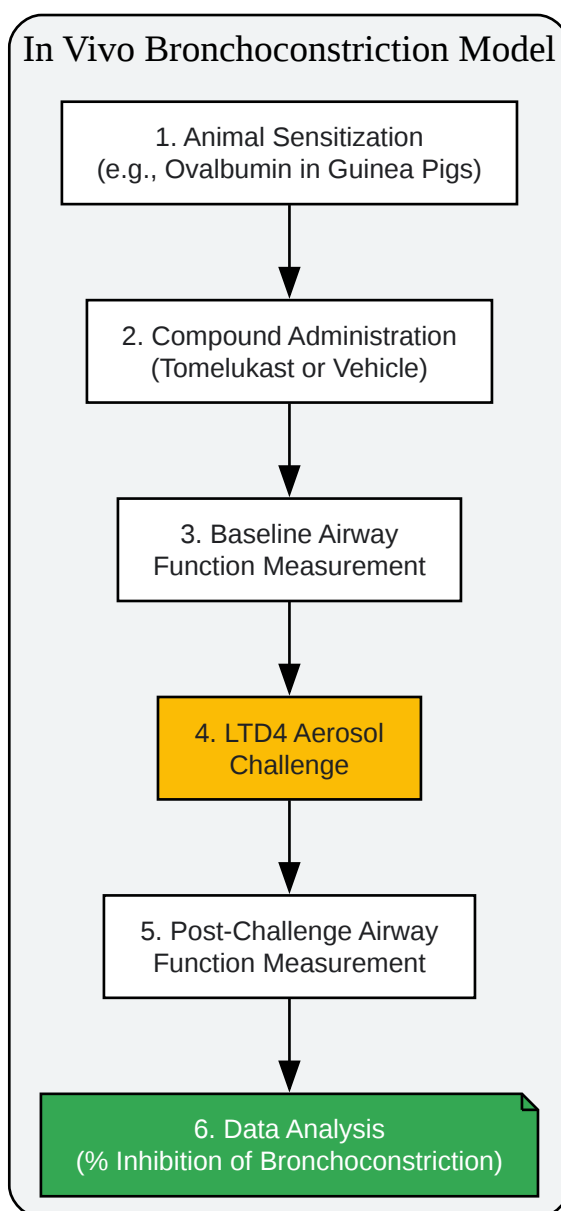 In Vivo Bronchoconstriction Model
1. Animal Sensitization
(e.g., Ovalbumin in Guinea Pigs)
2. Compound Administration
(Tomelukast or Vehicle)
3. Baseline Airway
Function Measurement
4. LTD4 Aerosol
Challenge
5. Post-Challenge Airway
Function Measurement
6. Data Analysis
(% Inhibition of Bronchoconstriction)